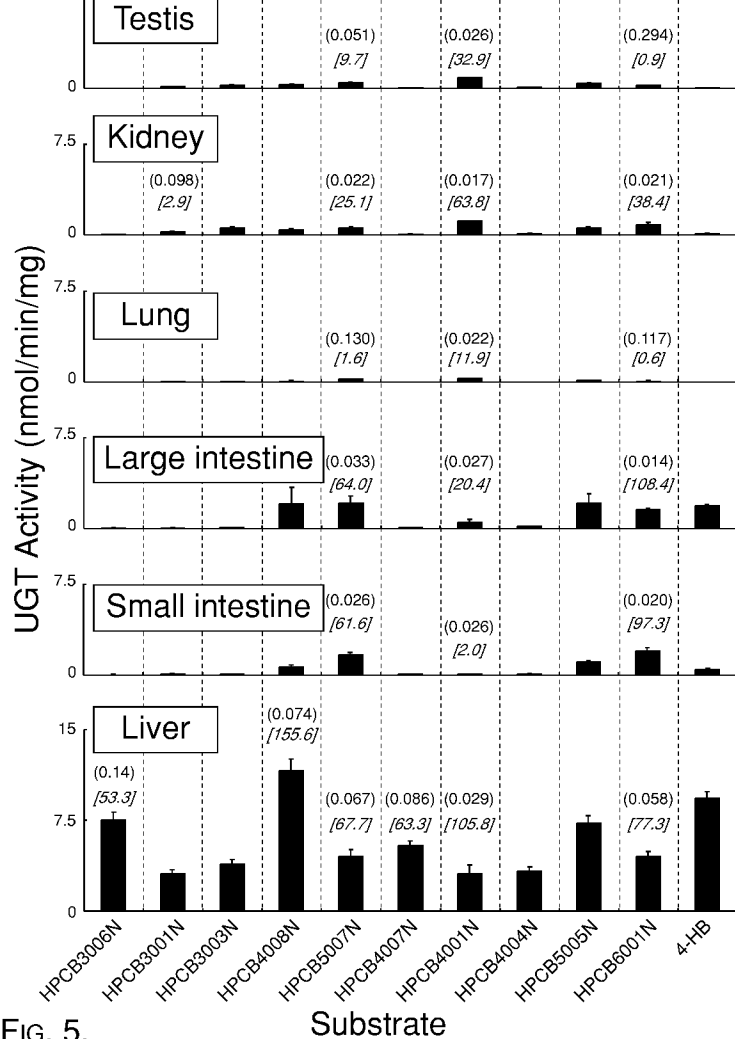 Testis
(0.051) (0.026) (0.294)
[9.7] [32.9] [0.9]
0
Kidney
7.5
(0.098) (0.022) (0.017) (0.021)
[2.9] [25.1] [63.8] [38.4]
0
7.5
Lung
(0.130) (0.022) (0.117)
[1.6] [11.9] [0.6]
0
7.5
Large intestine
(0.033) (0.027) (0.014)
[64.0] [20.4] [108.4]
0
7.5
Small intestine
(0.026) (0.026) (0.020)
[61.6] [2.0] [97.3]
0
Liver
15
(0.074)
[155.6]
(0.14)
[53.3]
(0.067) (0.086) (0.029) (0.058)
[67.7] [63.3] [105.8] [77.3]
7.5
0
UGT Activity (nmol/min/mg)
HPCB3006N
HPCB3001N
HPCB3003N
HPCB4008N
HPCB5007N
HPCB4007N
HPCB4001N
HPCB4004N
HPCB5005N
HPCB6001N
4-HB
Substrate
FIG. 5.